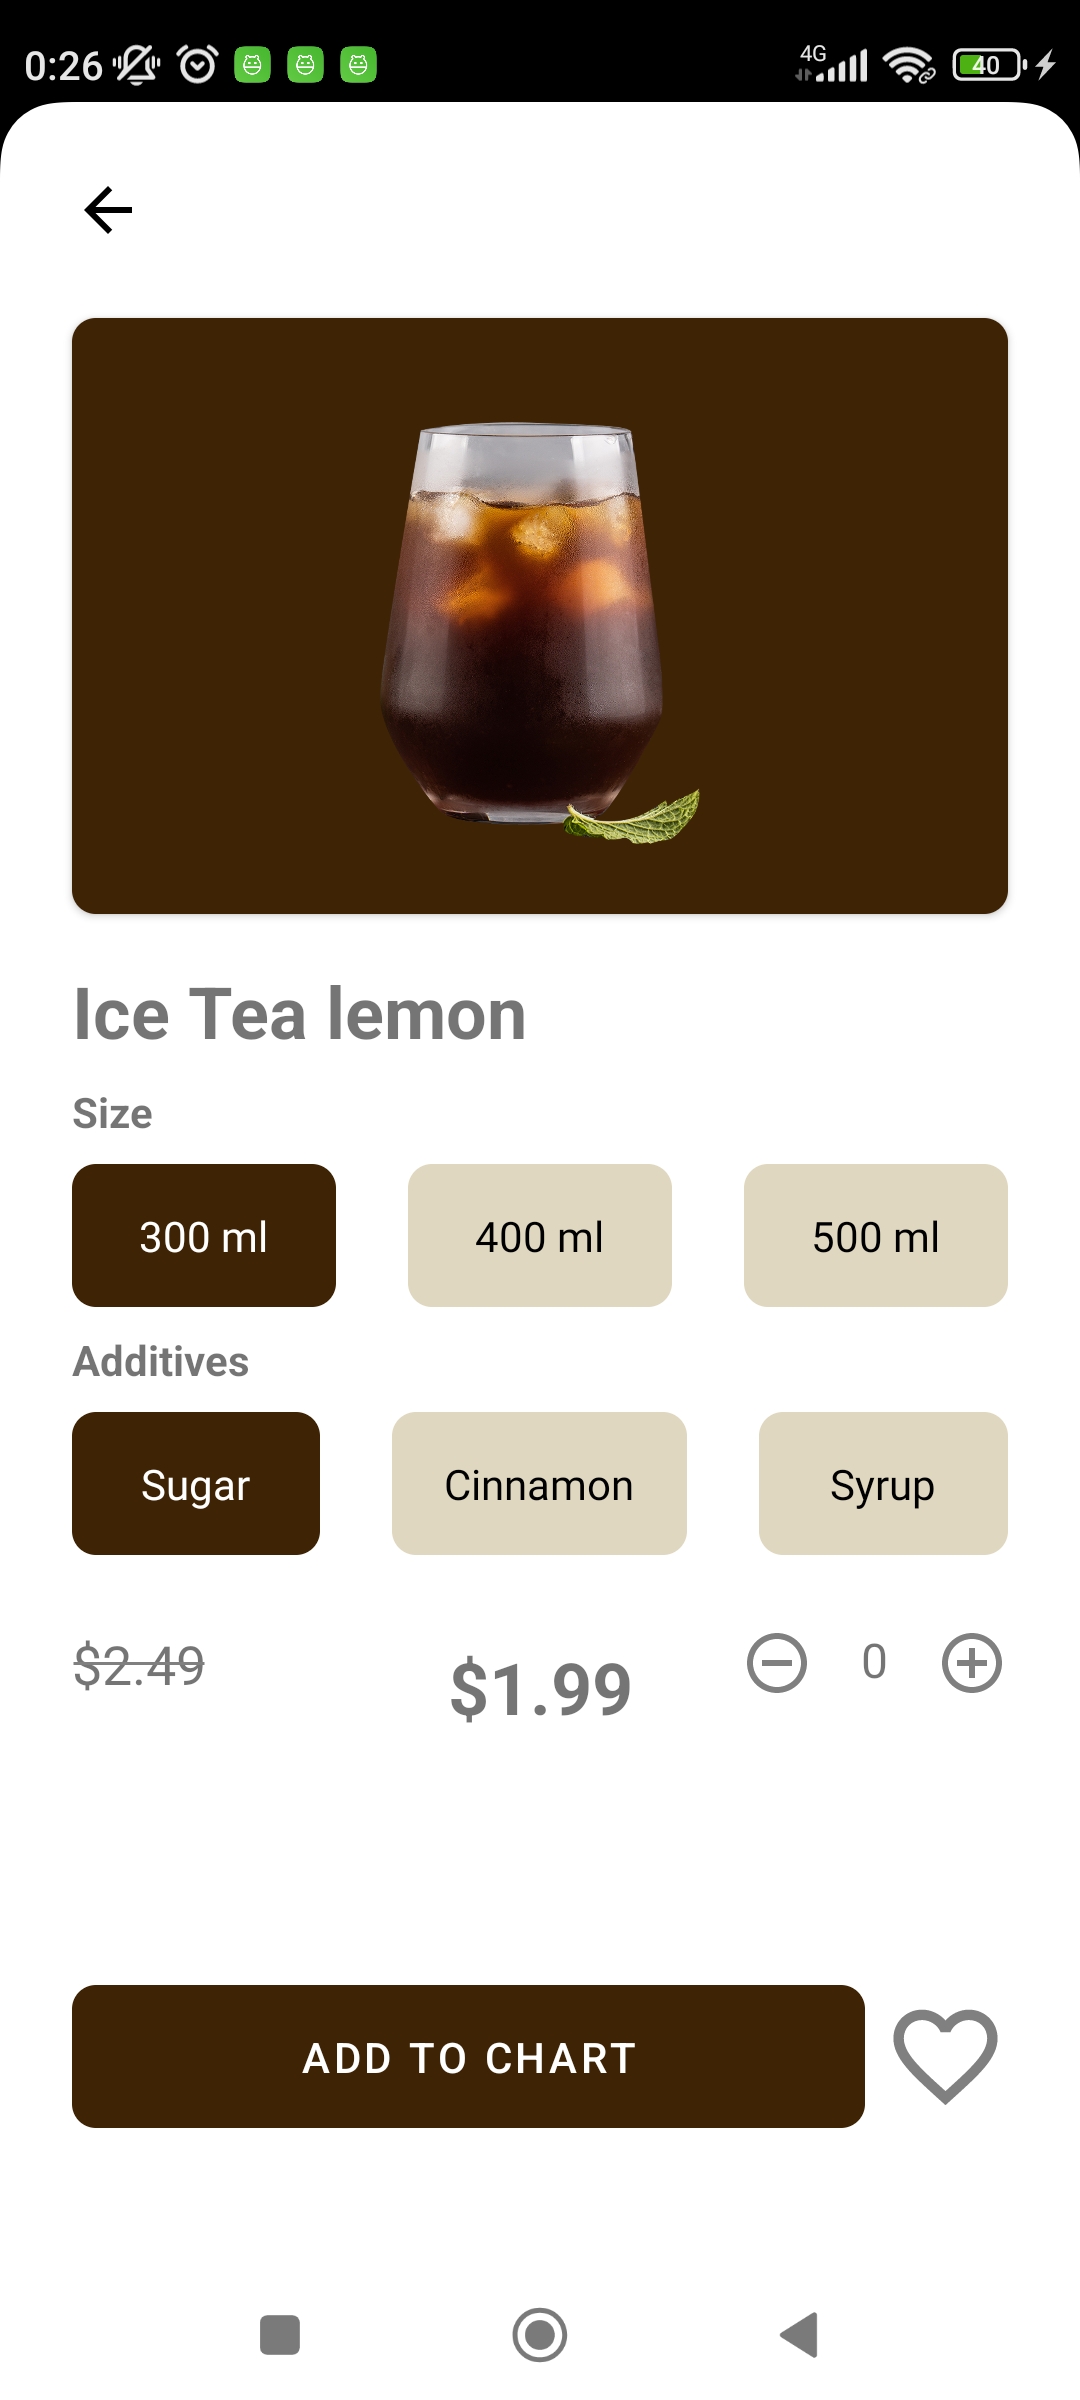 0:26 4G 40
Ice Tea lemon
Size
300 ml 400 ml 500 ml
Additives
Sugar Cinnamon Syrup
$2.49 $1.99 0
ADD TO CHART